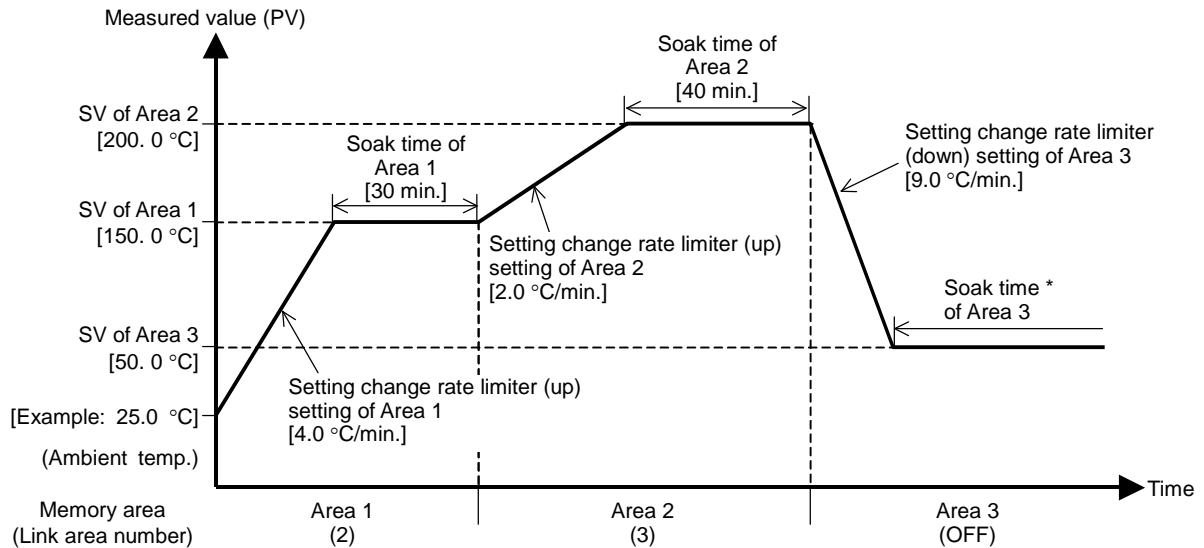 Measured value (PV)
SV of Area 2
[200. 0 °C]
SV of Area 1
[150. 0 °C]
SV of Area 3
[50. 0 °C]
[Example: 25.0 °C]
(Ambient temp.)
Soak time of
Area 1
[30 min.]
Soak time of
Area 2
[40 min.]
Setting change rate limiter
(down) setting of Area 3
[9.0 °C/min.]
Setting change rate limiter (up)
setting of Area 2
[2.0 °C/min.]
Soak time *
of Area 3
Setting change rate limiter (up)
setting of Area 1
[4.0 °C/min.]
Time
Memory area
(Link area number)
Area 1
(2)
Area 2
(3)
Area 3
(OFF)